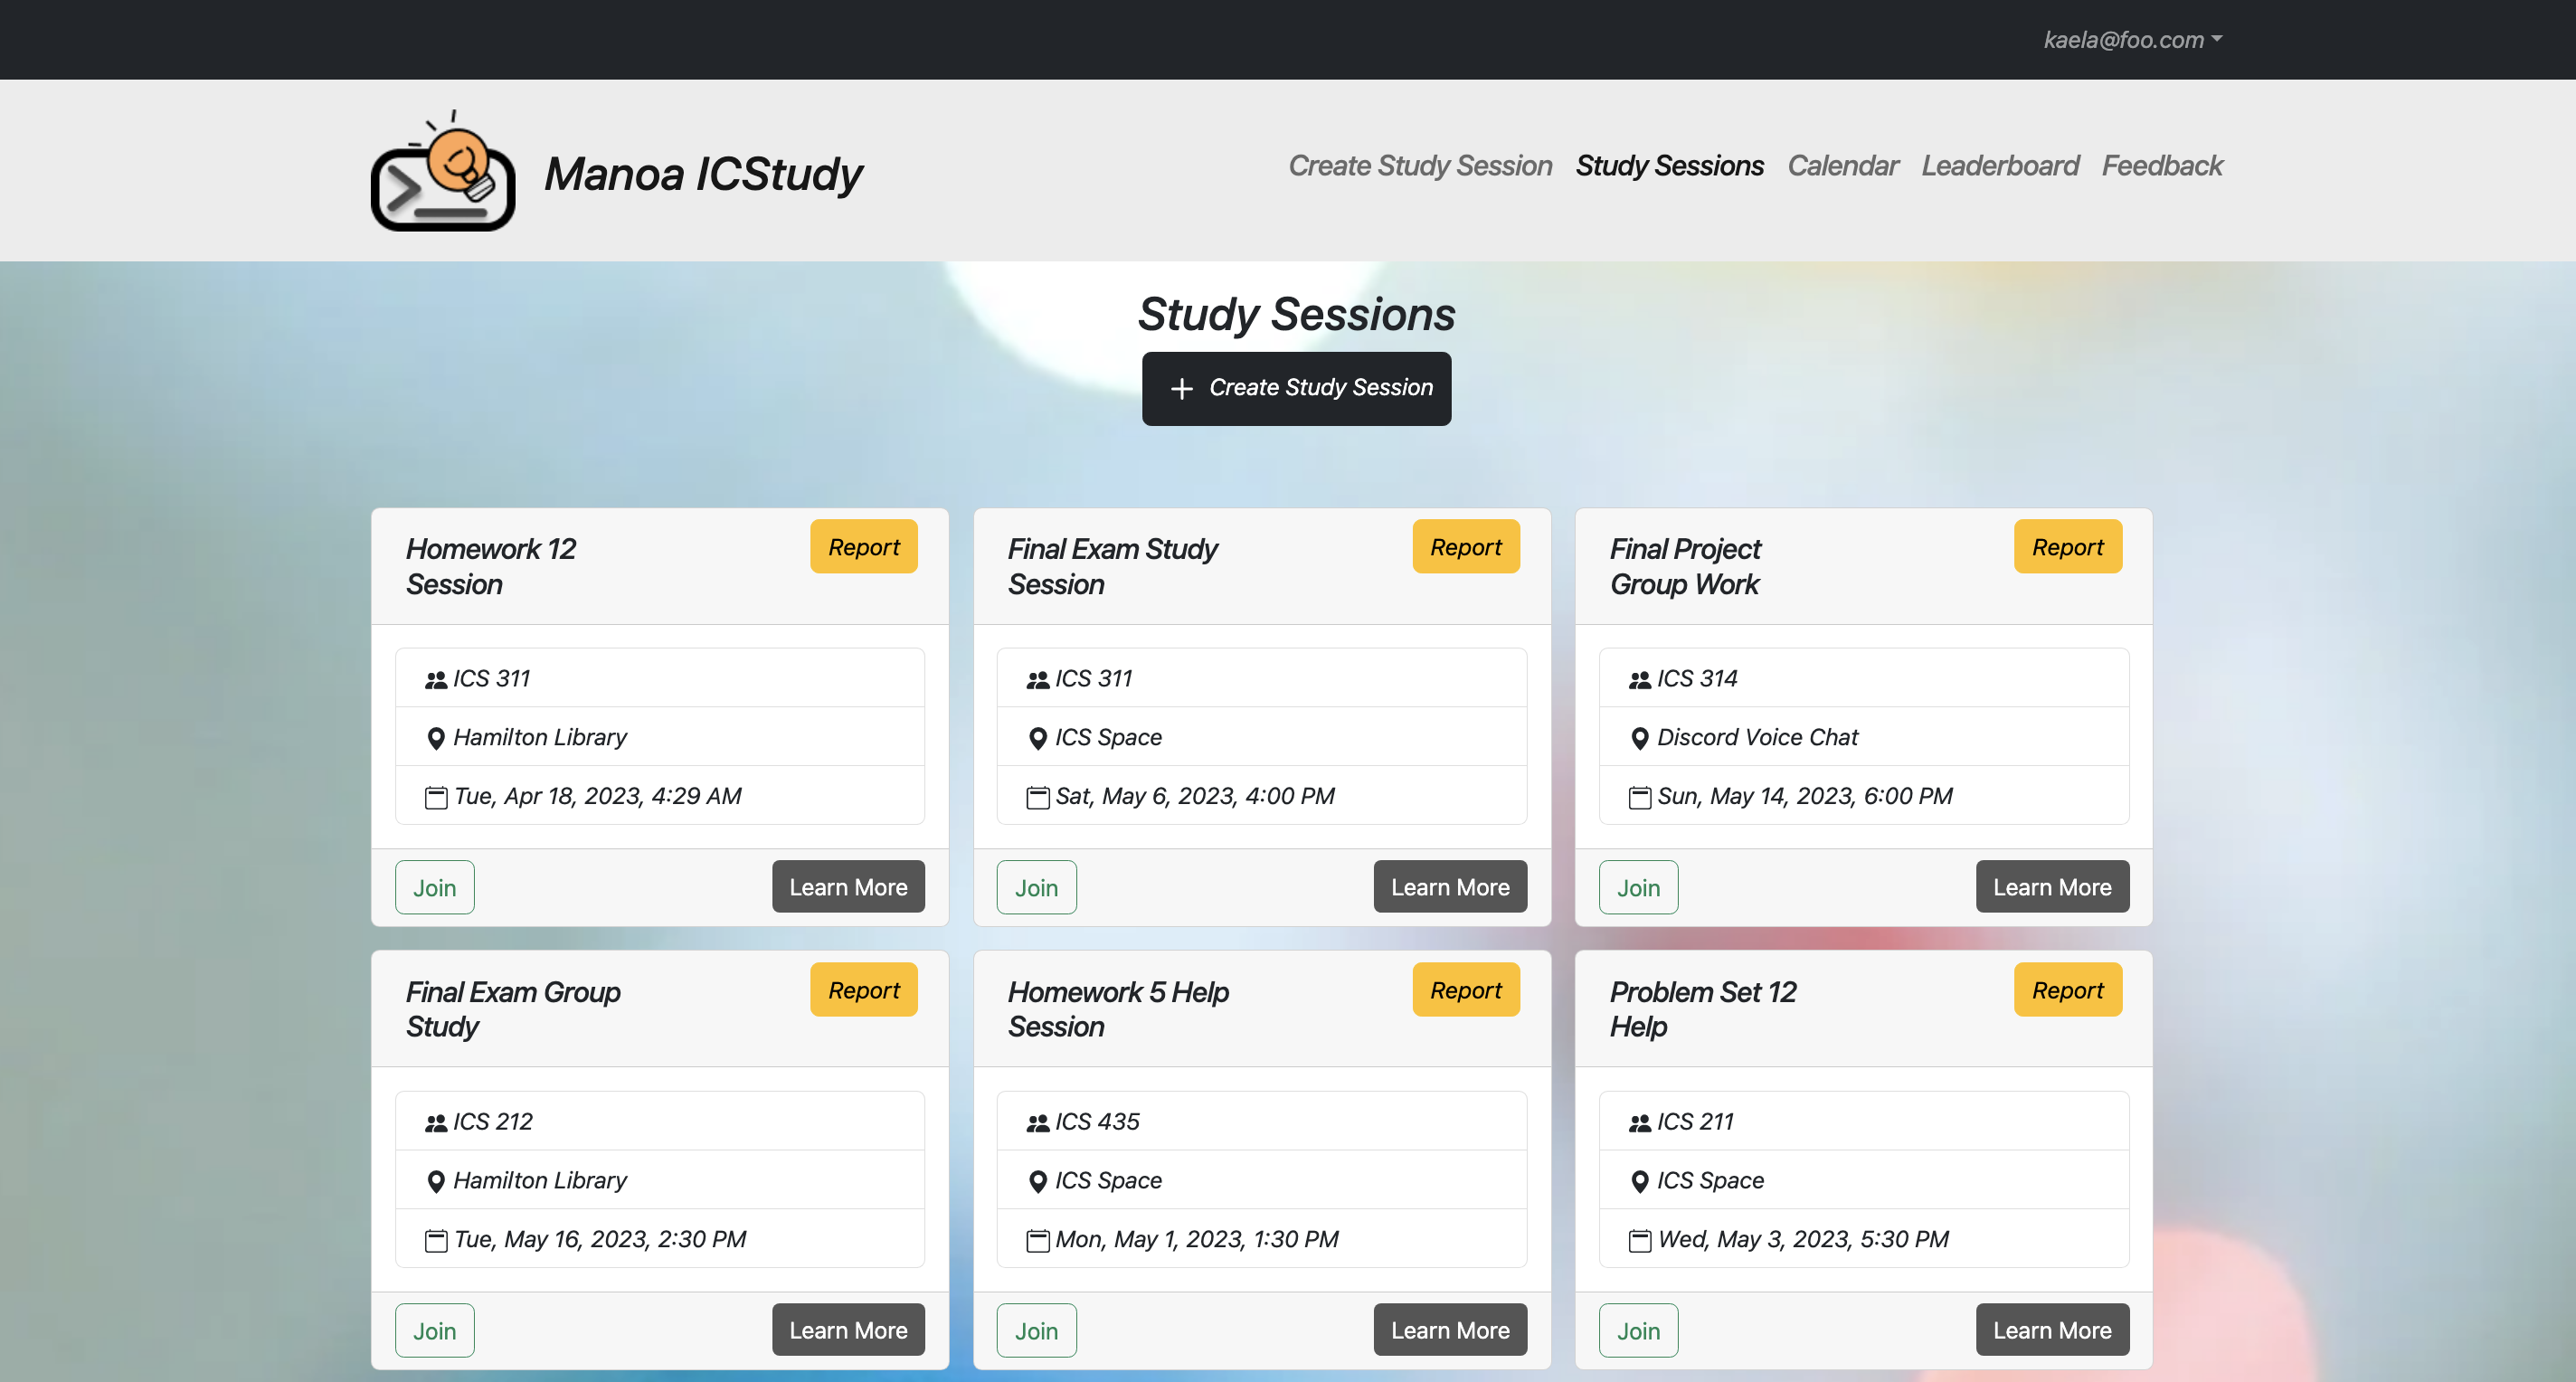 kaela@foo.com
Manoa ICStudy
Create Study Session Study Sessions Calendar Leaderboard Feedback
Study Sessions
Create Study Session
Homework 12
Session
Report
ICS 311
Hamilton Library
Tue, Apr 18, 2023, 4:29 AM
Join
Learn More
Final Exam Study
Session
Report
ICS 311
ICS Space
Sat, May 6, 2023, 4:00 PM
Join
Learn More
Final Project
Group Work
Report
ICS 314
Discord Voice Chat
Sun, May 14, 2023, 6:00 PM
Join
Learn More
Final Exam Group
Study
Report
ICS 212
Hamilton Library
Tue, May 16, 2023, 2:30 PM
Join
Learn More
Homework 5 Help
Session
Report
ICS 435
ICS Space
Mon, May 1, 2023, 1:30 PM
Join
Learn More
Problem Set 12
Help
Report
ICS 211
ICS Space
Wed, May 3, 2023, 5:30 PM
Join
Learn More